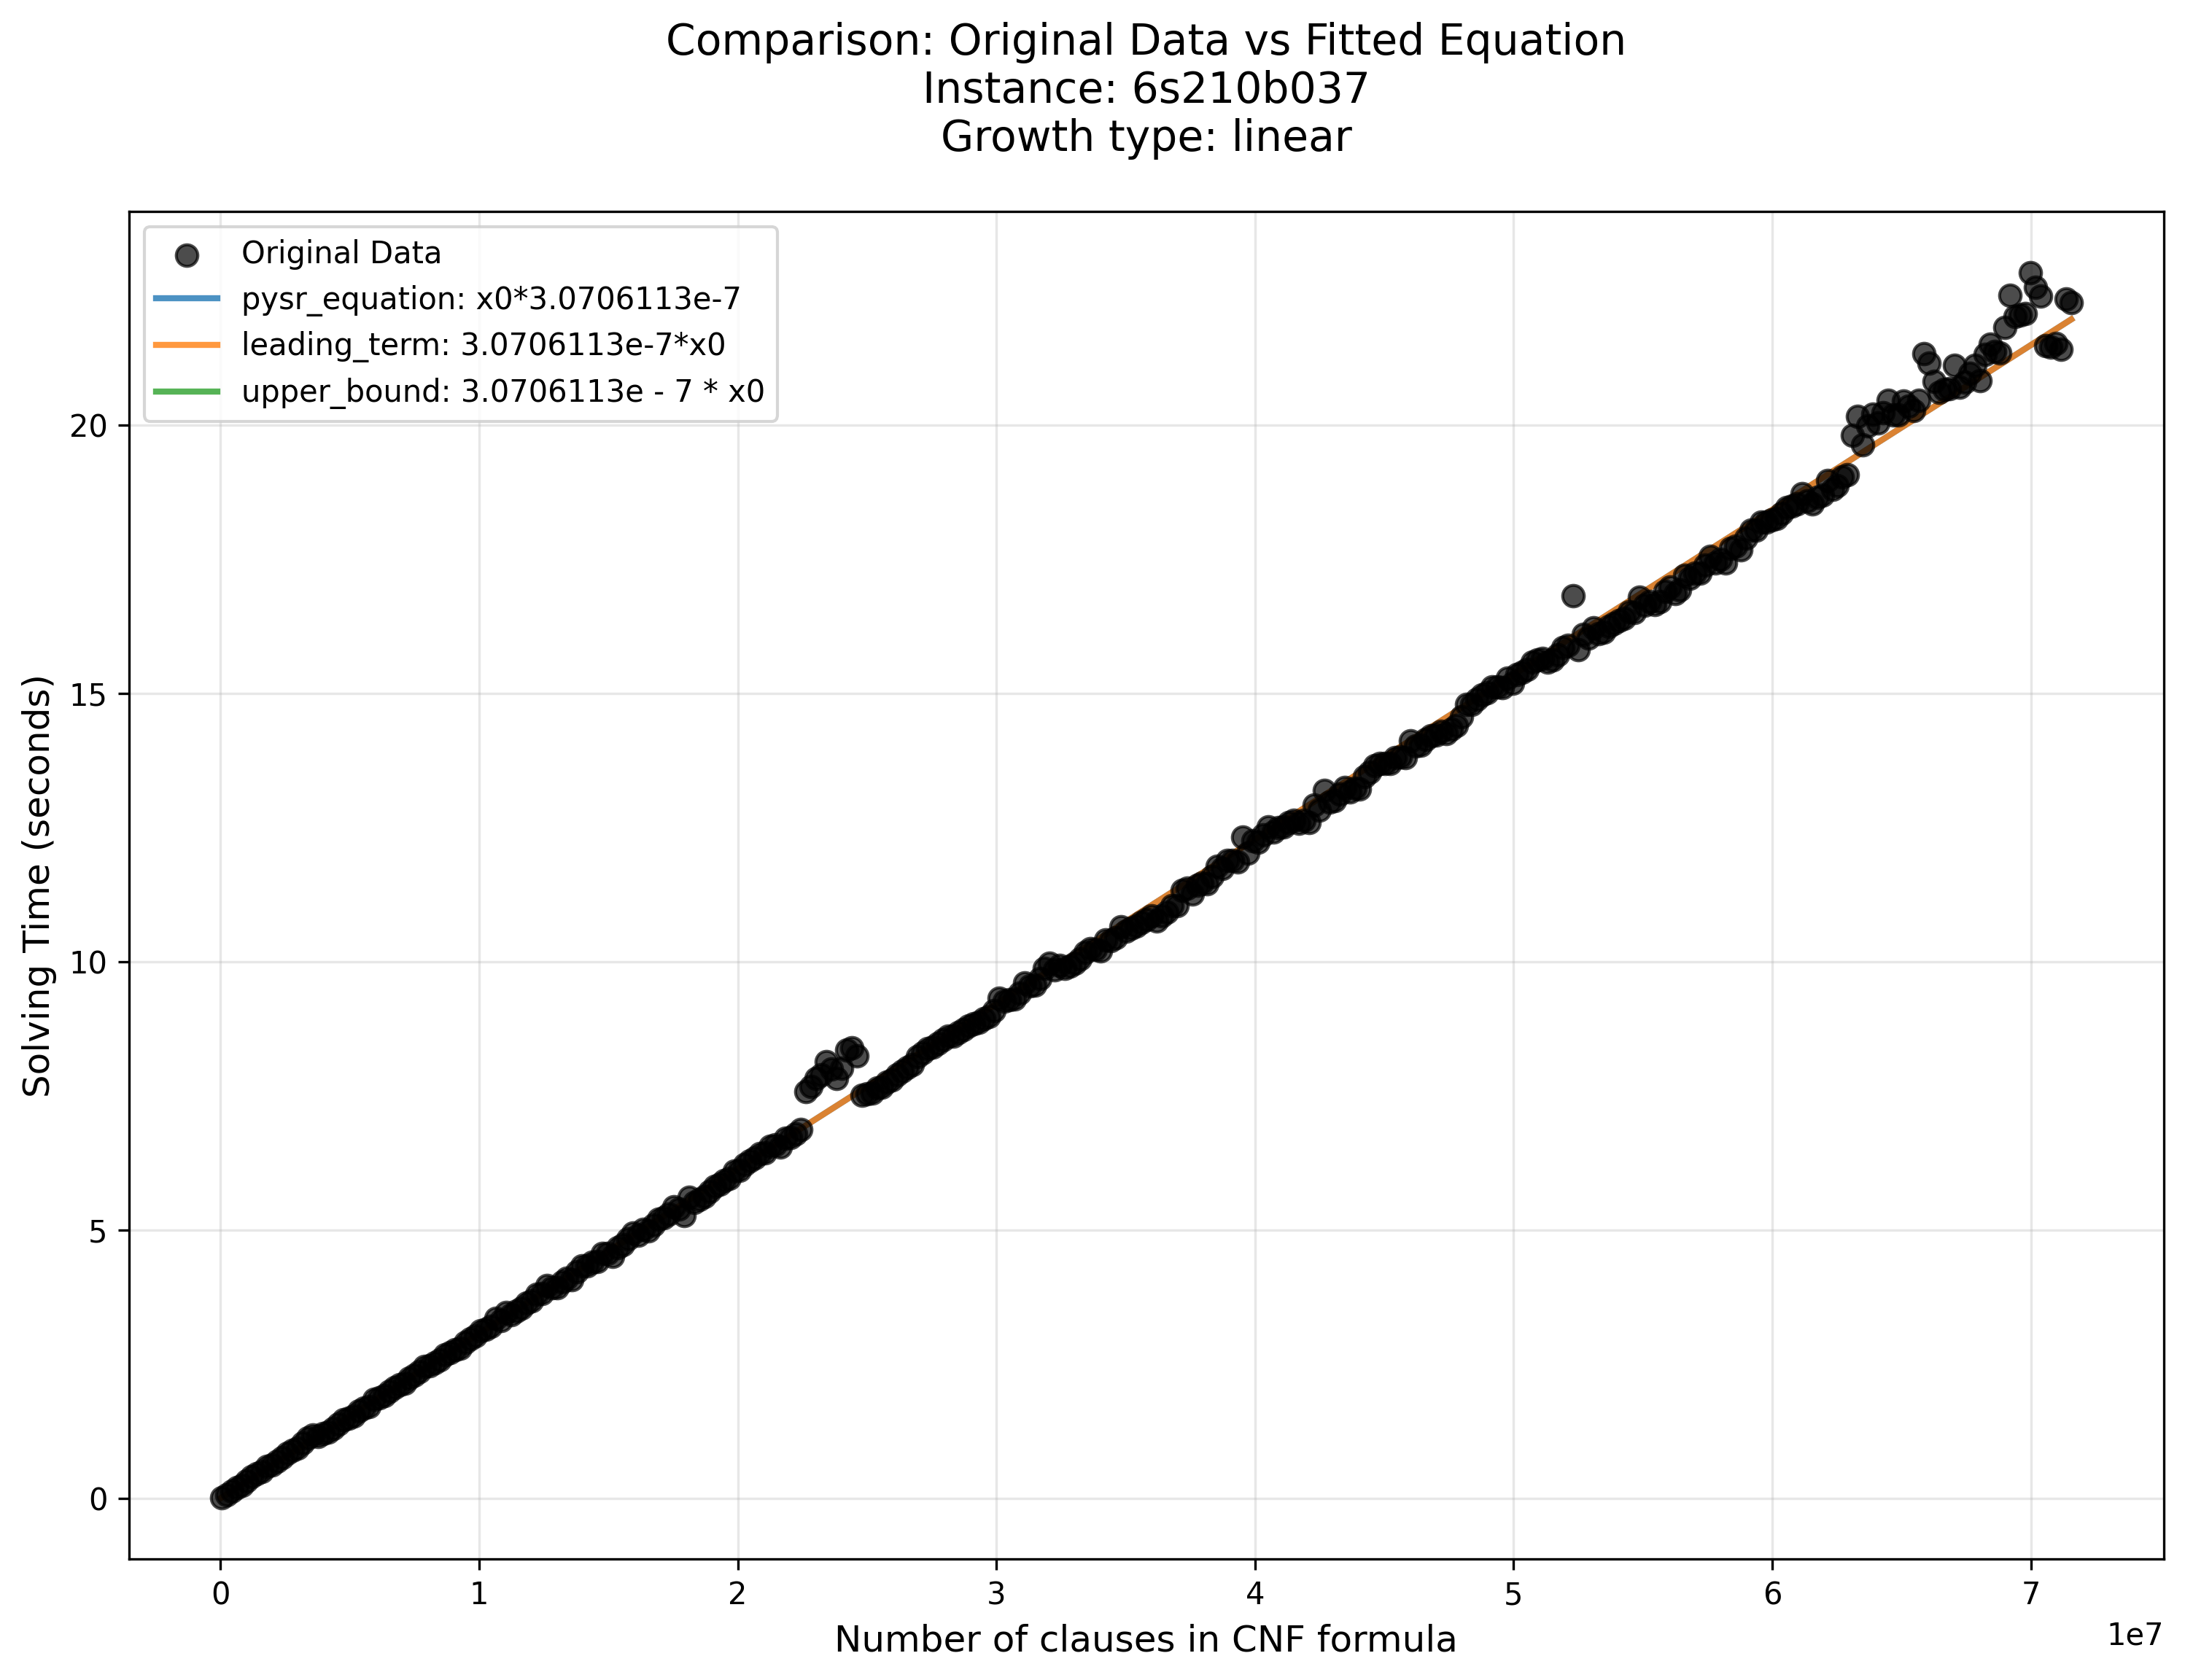 Comparison: Original Data vs Fitted Equation
Instance: 6s210b037
Growth type: linear
Original Data
pysr_equation: x0*3.0706113e-7
leading_term: 3.0706113e-7*x0
upper_bound: 3.0706113e - 7 * x0
20
15
10
5
0
Solving Time (seconds)
0 1 2 3 4 5 6 7
1e7
Number of clauses in CNF formula